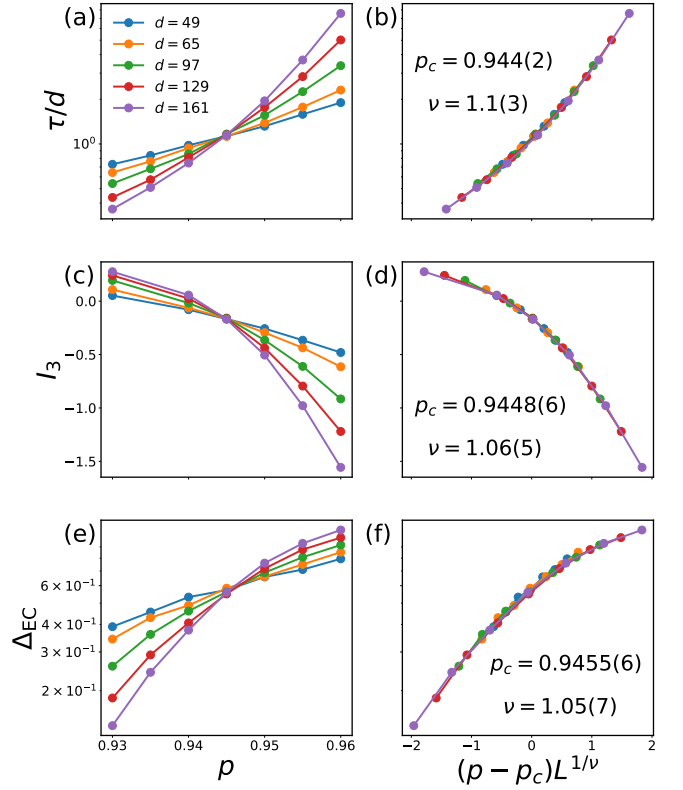 (a)
d = 49
d = 65
d = 97
d = 129
d = 161
τ/d
10⁰
(b)
p_c = 0.944(2)
ν = 1.1(3)
(c)
I₃
0.0
−0.5
−1.0
−1.5
(d)
p_c = 0.9448(6)
ν = 1.06(5)
(e)
Δ_EC
6 × 10⁻¹
4 × 10⁻¹
3 × 10⁻¹
2 × 10⁻¹
0.93 0.94 0.95 0.96
p
(f)
p_c = 0.9455(6)
ν = 1.05(7)
−2 −1 0 1 2
(p − p_c)L^{1/ν}